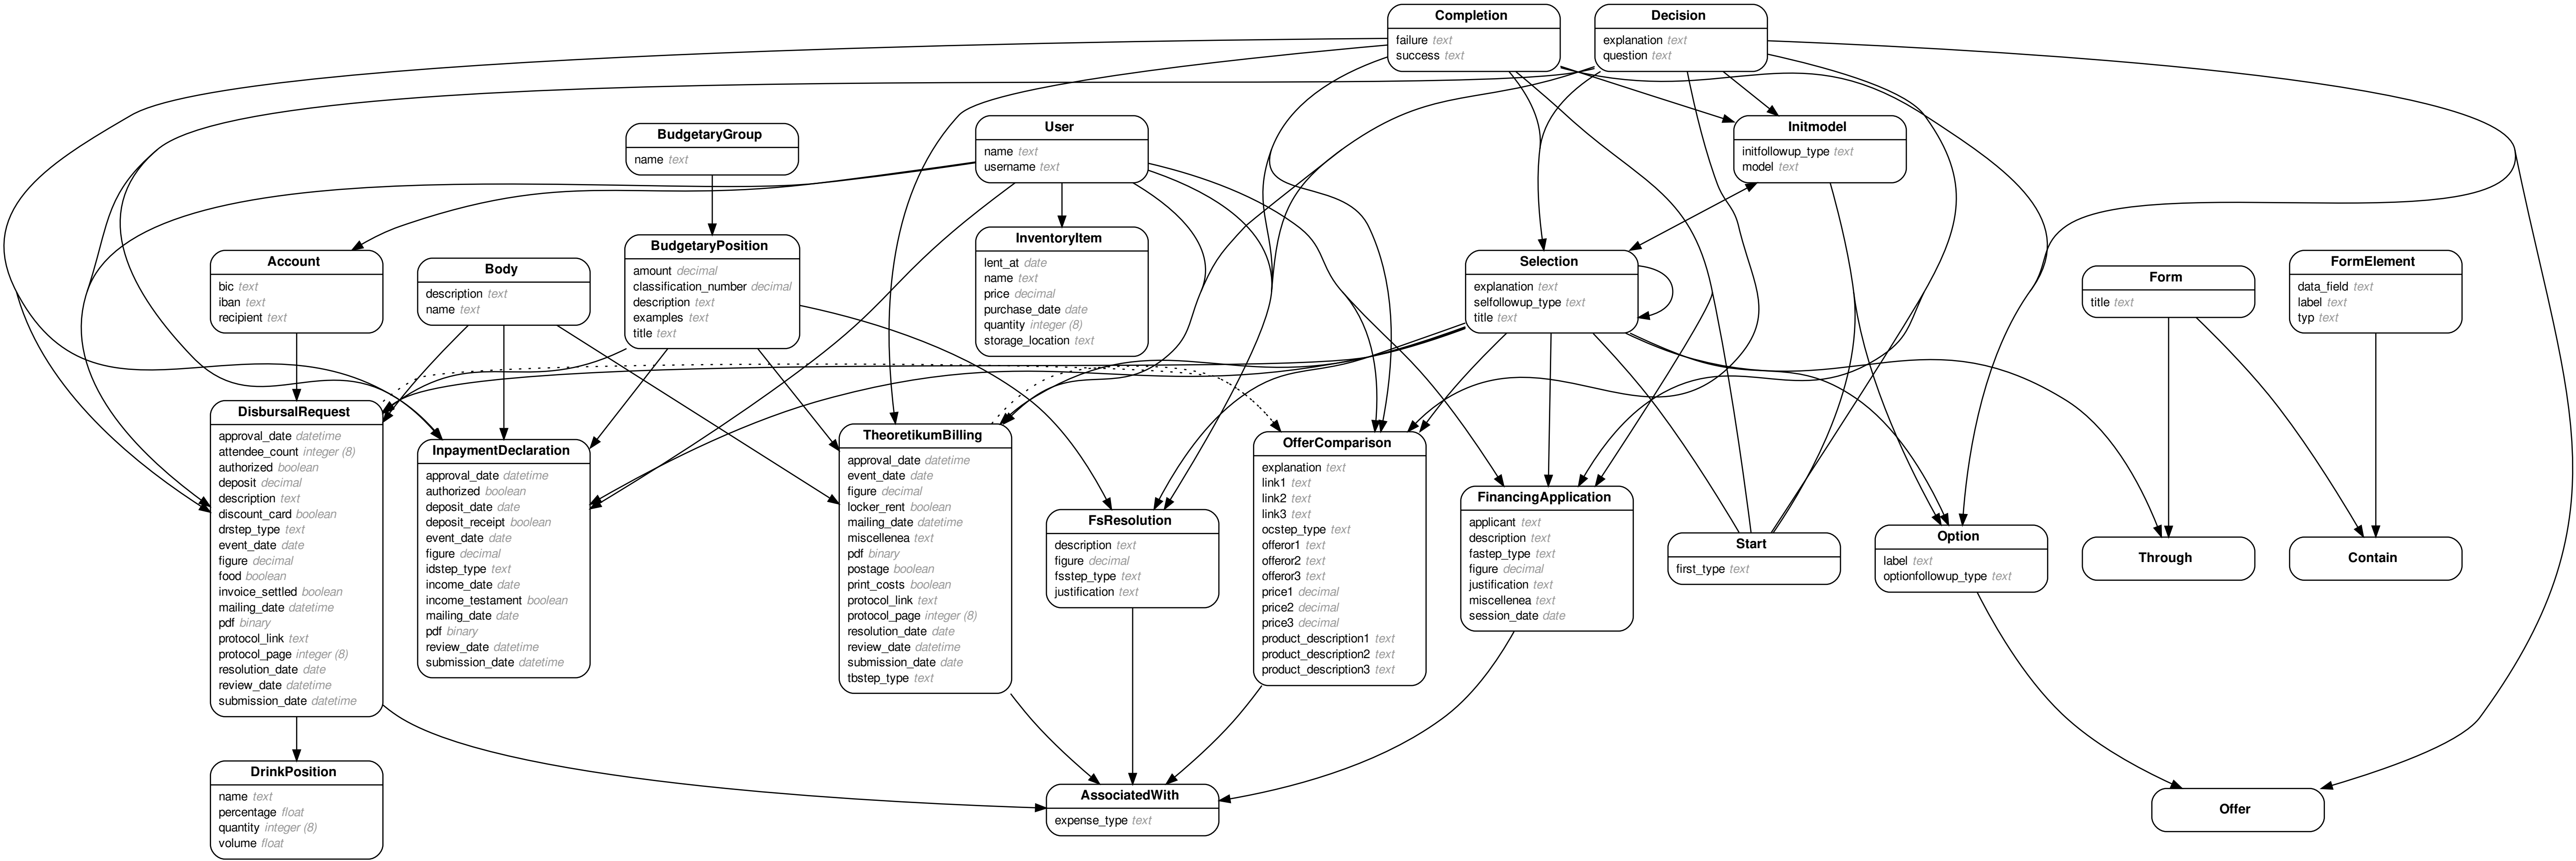 Completion
failure text
success text
Decision
explanation text
question text
BudgetaryGroup
name text
User
name text
username text
Initmodel
initfollowup_type text
model text
Account
bic text
iban text
recipient text
Body
description text
name text
BudgetaryPosition
amount decimal
classification_number decimal
description text
examples text
title text
InventoryItem
lent_at date
name text
price decimal
purchase_date date
quantity integer (8)
storage_location text
Selection
explanation text
selfollowup_type text
title text
Form
title text
FormElement
data_field text
label text
typ text
DisbursalRequest
approval_date datetime
attendee_count integer (8)
authorized boolean
deposit decimal
description text
discount_card boolean
drstep_type text
event_date date
figure decimal
food boolean
invoice_settled boolean
mailing_date datetime
pdf binary
protocol_link text
protocol_page integer (8)
resolution_date date
review_date datetime
submission_date datetime
InpaymentDeclaration
approval_date datetime
authorized boolean
deposit_date date
deposit_receipt boolean
event_date date
figure decimal
idstep_type text
income_date date
income_testament boolean
mailing_date date
pdf binary
review_date datetime
submission_date datetime
TheoretikumBilling
approval_date datetime
event_date date
figure decimal
locker_rent boolean
mailing_date datetime
miscellenea text
pdf binary
postage boolean
print_costs boolean
protocol_link text
protocol_page integer (8)
resolution_date date
review_date datetime
submission_date date
tbstep_type text
FsResolution
description text
figure decimal
fsstep_type text
justification text
OfferComparison
explanation text
link1 text
link2 text
link3 text
ocstep_type text
offeror1 text
offeror2 text
offeror3 text
price1 decimal
price2 decimal
price3 decimal
product_description1 text
product_description2 text
product_description3 text
FinancingApplication
applicant text
description text
fastep_type text
figure decimal
justification text
miscellenea text
session_date date
Start
first_type text
Option
label text
optionfollowup_type text
Through
Contain
DrinkPosition
name text
percentage float
quantity integer (8)
volume float
AssociatedWith
expense_type text
Offer